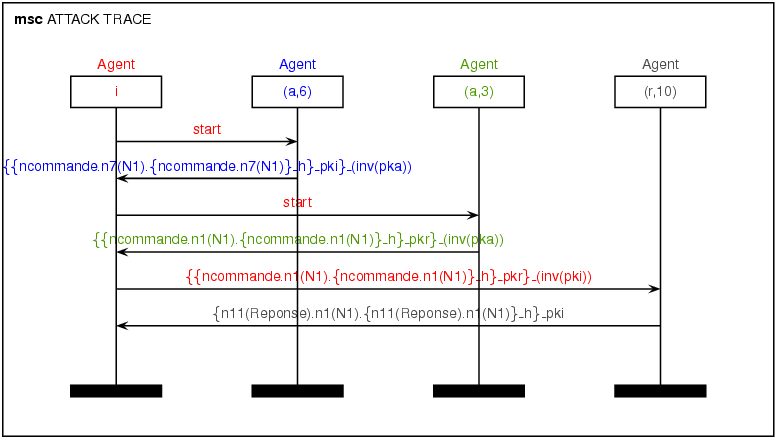 msc ATTACK TRACE
Agent Agent Agent Agent
i (a,6) (a,3) (r,10)
start
{{ncommande.n7(N1).{ncommande.n7(N1)}_h}_pki}_(inv(pka))
start
{{ncommande.n1(N1).{ncommande.n1(N1)}_h}_pkr}_(inv(pka))
{{ncommande.n1(N1).{ncommande.n1(N1)}_h}_pkr}_(inv(pki))
{n11(Reponse).n1(N1).{n11(Reponse).n1(N1)}_h}_pki